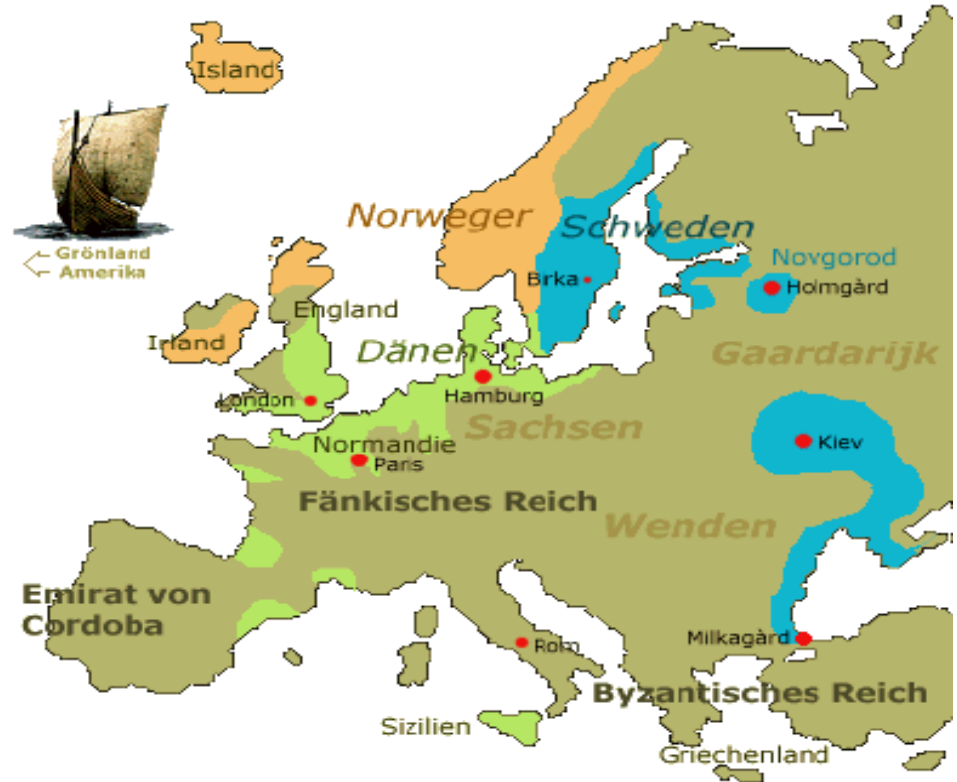 Island
Grönland
Amerika
Norweger
Schweden
Novgorod
Birka
Holmgård
England
Irland
Dänen
Gaardarijk
London
Hamburg
Sachsen
Normandie
Paris
Kiev
Fänkisches Reich
Wenden
Emirat von
Cordoba
Milkagård
Rom
Byzantisches Reich
Sizilien
Griechenland